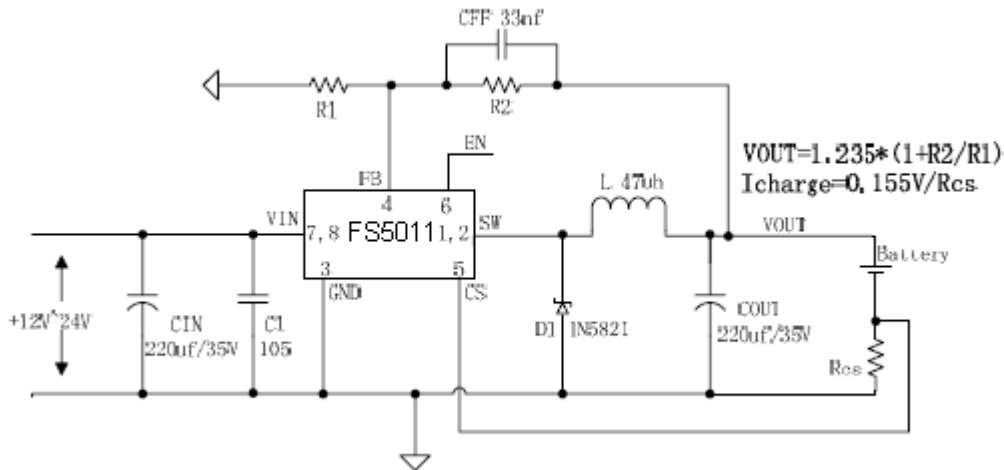 CFF 33nf
R1
R2
EN
VOUT=1.235*(1+R2/R1)
Icharge=0.155V/Rcs
FB
4
6
L 47uh
VIN
7,8
FS5011
1,2
SW
VOUT
3
5
GND
CS
Battery
+12V~24V
CIN
220uf/35V
C1
105
D1
1N5821
COUT
220uf/35V
Rcs